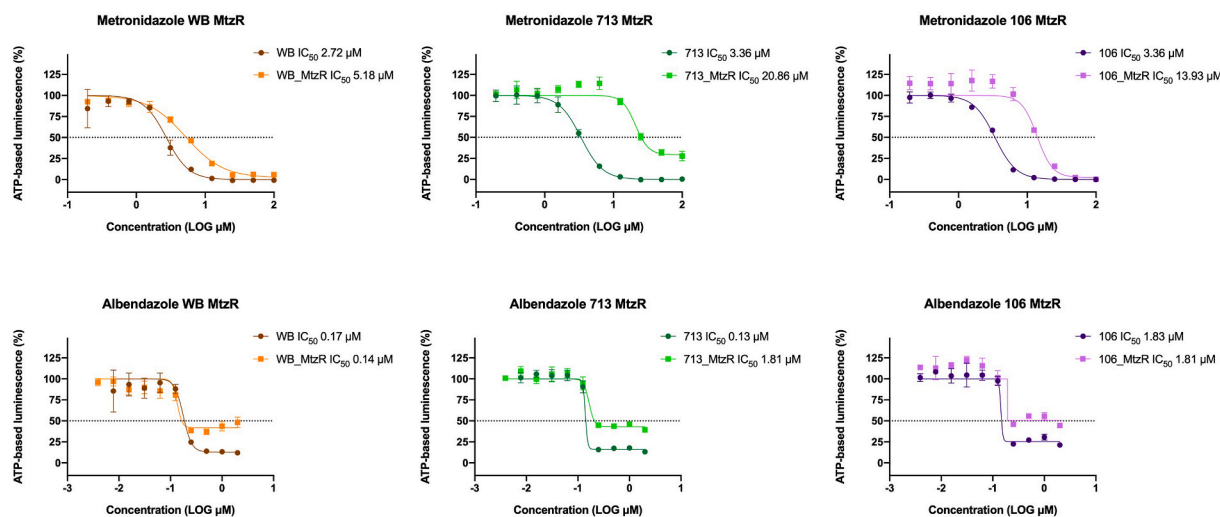 Metronidazole WB MtzR
WB IC50 2.72 µM
WB_MtzR IC50 5.18 µM
ATP-based luminescence (%)
125
100
75
50
25
0
-1 0 1 2
Concentration (LOG µM)
Metronidazole 713 MtzR
713 IC50 3.36 µM
713_MtzR IC50 20.86 µM
ATP-based luminescence (%)
125
100
75
50
25
0
-1 0 1 2
Concentration (LOG µM)
Metronidazole 106 MtzR
106 IC50 3.36 µM
106_MtzR IC50 13.93 µM
ATP-based luminescence (%)
125
100
75
50
25
0
-1 0 1 2
Concentration (LOG µM)
Albendazole WB MtzR
WB IC50 0.17 µM
WB_MtzR IC50 0.14 µM
ATP-based luminescence (%)
125
100
75
50
25
0
-3 -2 -1 0 1
Concentration (LOG µM)
Albendazole 713 MtzR
713 IC50 0.13 µM
713_MtzR IC50 1.81 µM
ATP-based luminescence (%)
125
100
75
50
25
0
-3 -2 -1 0 1
Concentration (LOG µM)
Albendazole 106 MtzR
106 IC50 1.83 µM
106_MtzR IC50 1.81 µM
ATP-based luminescence (%)
125
100
75
50
25
0
-3 -2 -1 0 1
Concentration (LOG µM)